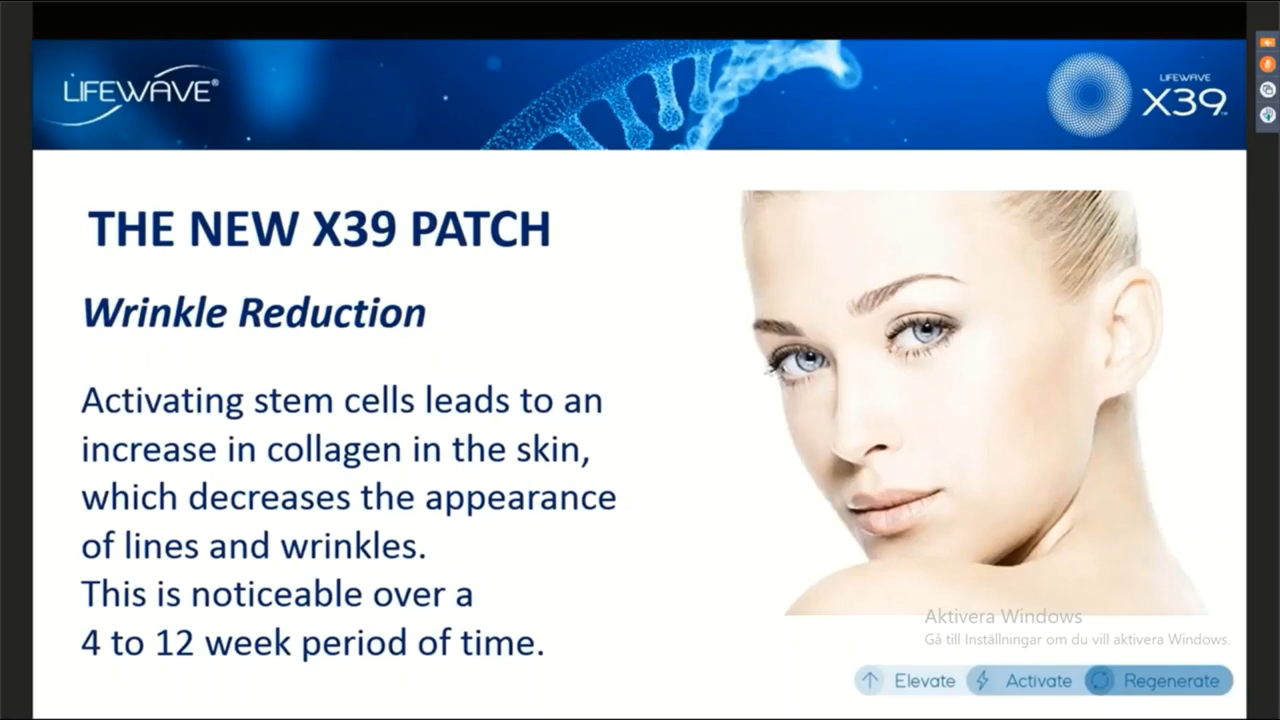 LIFEWAVE®
LIFEWAVE
X39™
THE NEW X39 PATCH
Wrinkle Reduction
Activating stem cells leads to an
increase in collagen in the skin,
which decreases the appearance
of lines and wrinkles.
This is noticeable over a
4 to 12 week period of time.
Aktivera Windows
Gå till Inställningar om du vill aktivera Windows.
Elevate
Activate
Regenerate